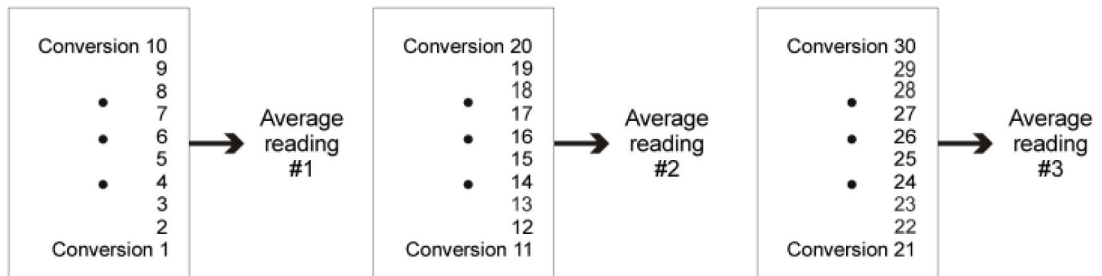 Conversion 10
9
8
7
6
5
4
3
2
Conversion 1
Average
reading
#1
Conversion 20
19
18
17
16
15
14
13
12
Conversion 11
Average
reading
#2
Conversion 30
29
28
27
26
25
24
23
22
Conversion 21
Average
reading
#3